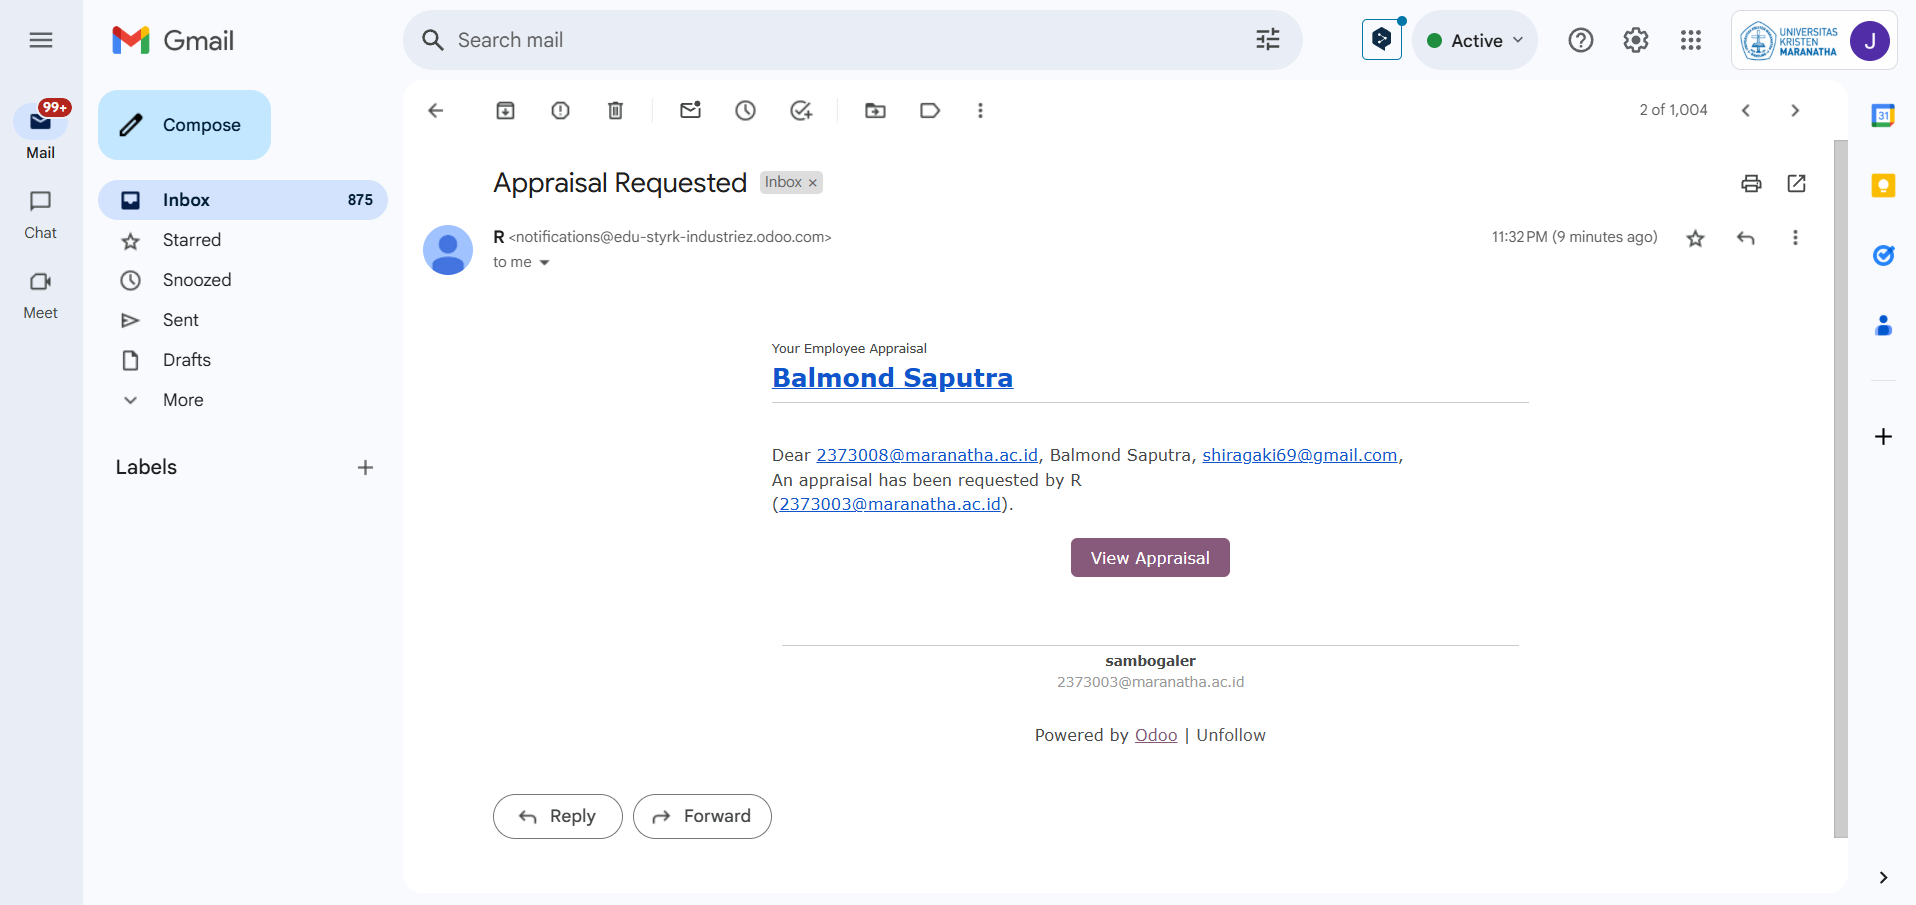 Gmail
Search mail
Active
UNIVERSITAS
KRISTEN
MARANATHA
J
99+
Mail
Chat
Meet
Compose
Inbox 875
Starred
Snoozed
Sent
Drafts
More
Labels
2 of 1,004
Appraisal Requested Inbox ×
R <notifications@edu-styrk-industriez.odoo.com> 11:32 PM (9 minutes ago)
to me
Your Employee Appraisal
Balmond Saputra
Dear 2373008@maranatha.ac.id, Balmond Saputra, shiragaki69@gmail.com,
An appraisal has been requested by R
(2373003@maranatha.ac.id).
View Appraisal
sambogaler
2373003@maranatha.ac.id
Powered by Odoo | Unfollow
Reply Forward
31